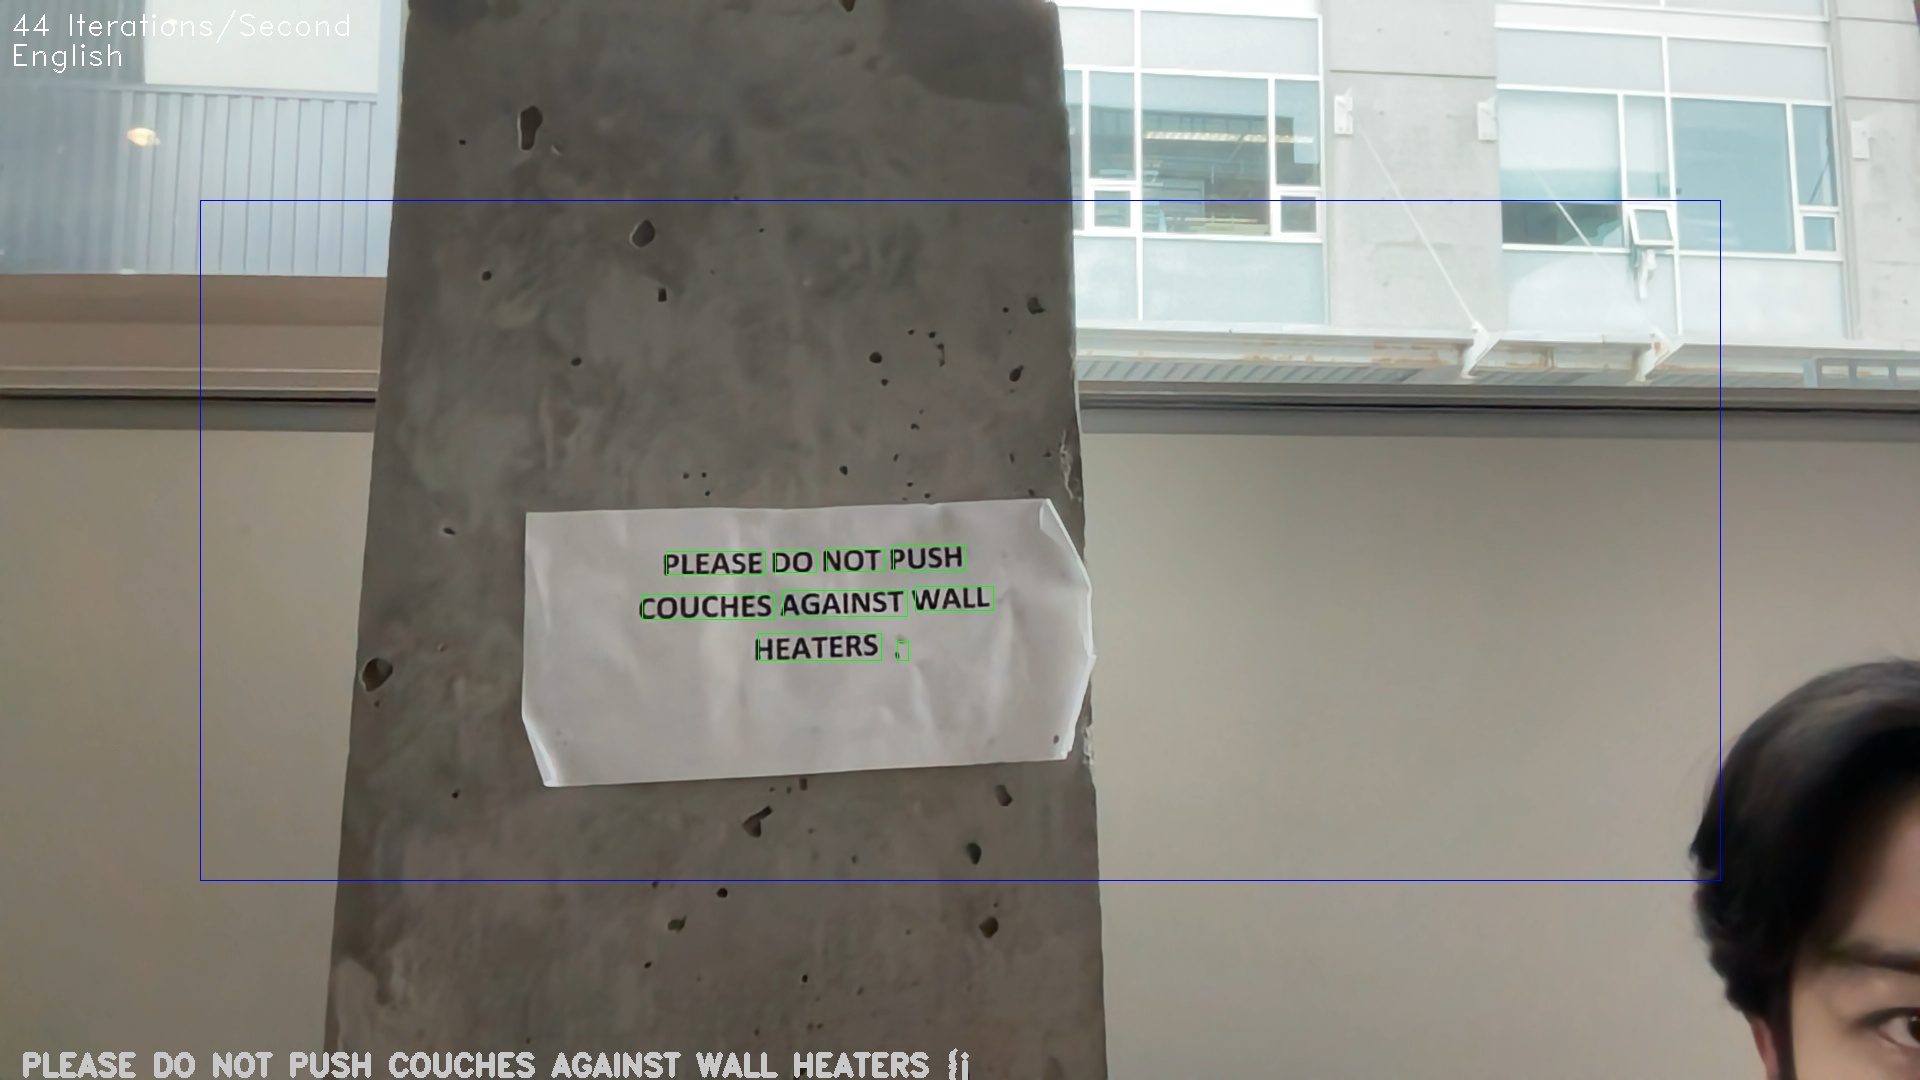 44 Iterations/Second
English
PLEASE DO NOT PUSH
COUCHES AGAINST WALL
HEATERS
PLEASE DO NOT PUSH COUCHES AGAINST WALL HEATERS {j